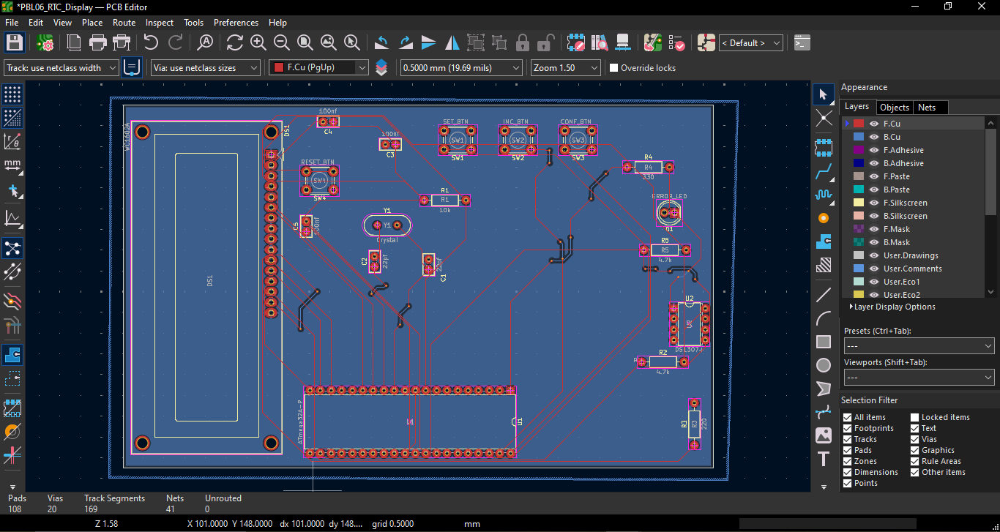 *PBL06_RTC_Display — PCB Editor
File Edit View Place Route Inspect Tools Preferences Help
< Default >
Track: use netclass width
Via: use netclass sizes
F.Cu (PgUp)
0.5000 mm (19.69 mils)
Zoom 1.50
Override locks
mm
WC1602A
DS1
DS1
100nf
C4
100nf
C3
RESET_BTN
SW4
SW4
SET_BTN
SW1
SW1
INC_BTN
SW2
SW2
CONF_BTN
SW3
SW3
R4
R4
330
R1
R1
10k
ERROR_LED
D1
C5
100nf
Y1
Y1
Crystal
C2
22pf
22pf
C1
R5
R5
4.7k
U2
U2
R2
4.7k
R3
R3
220
ATmega32A-P
U1
U1
Appearance
Layers Objects Nets
F.Cu
B.Cu
F.Adhesive
B.Adhesive
F.Paste
B.Paste
F.Silkscreen
B.Silkscreen
F.Mask
B.Mask
User.Drawings
User.Comments
User.Eco1
User.Eco2
Layer Display Options
Presets (Ctrl+Tab):
---
Viewports (Shift+Tab):
---
Selection Filter
All items Locked items
Footprints Text
Tracks Vias
Pads Graphics
Zones Rule Areas
Dimensions Other items
Points
Pads Vias Track Segments Nets Unrouted
108 20 169 41 0
Z 1.58 X 101.0000 Y 148.0000 dx 101.0000 dy 148.... grid 0.5000 mm